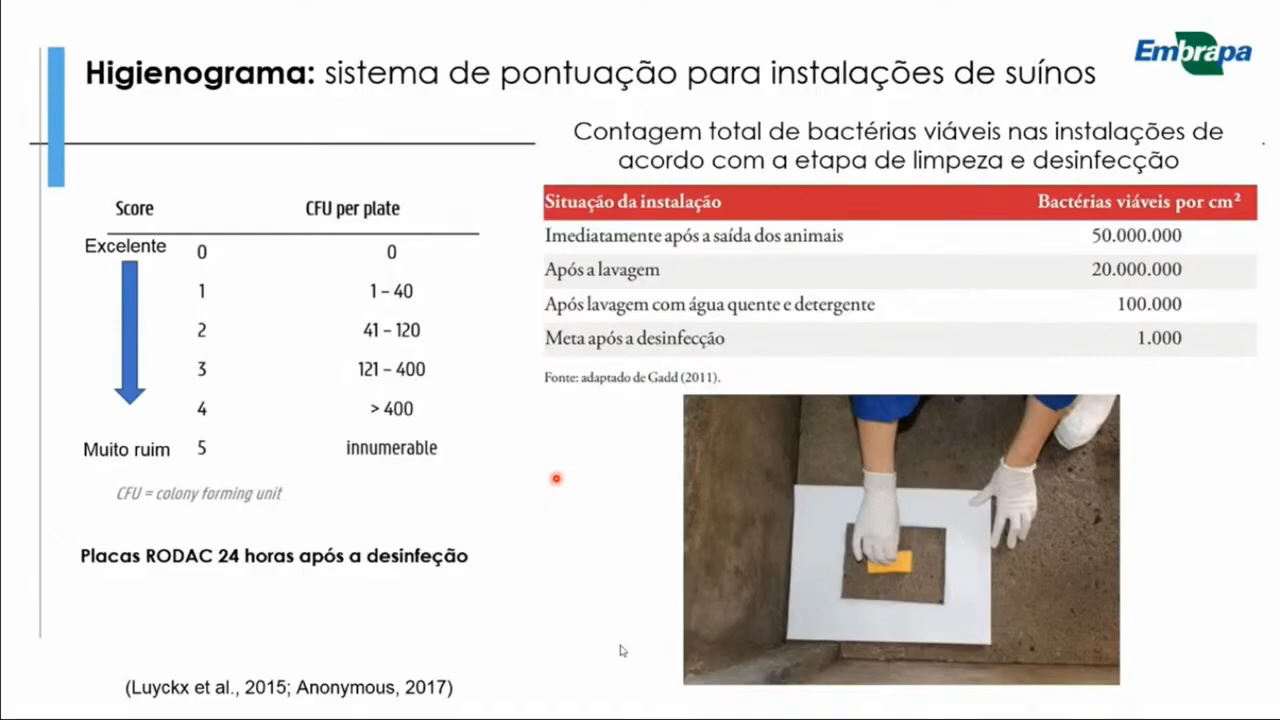 Higienograma: sistema de pontuação para instalações de suínos
Embrapa
Score CFU per plate
Excelente 0 0
1 1 – 40
2 41 – 120
3 121 – 400
4 > 400
Muito ruim 5 innumerable
CFU = colony forming unit
Placas RODAC 24 horas após a desinfeção
(Luyckx et al., 2015; Anonymous, 2017)
Contagem total de bactérias viáveis nas instalações de
acordo com a etapa de limpeza e desinfecção
Situação da instalação Bactérias viáveis por cm²
Imediatamente após a saída dos animais 50.000.000
Após a lavagem 20.000.000
Após lavagem com água quente e detergente 100.000
Meta após a desinfecção 1.000
Fonte: adaptado de Gadd (2011).